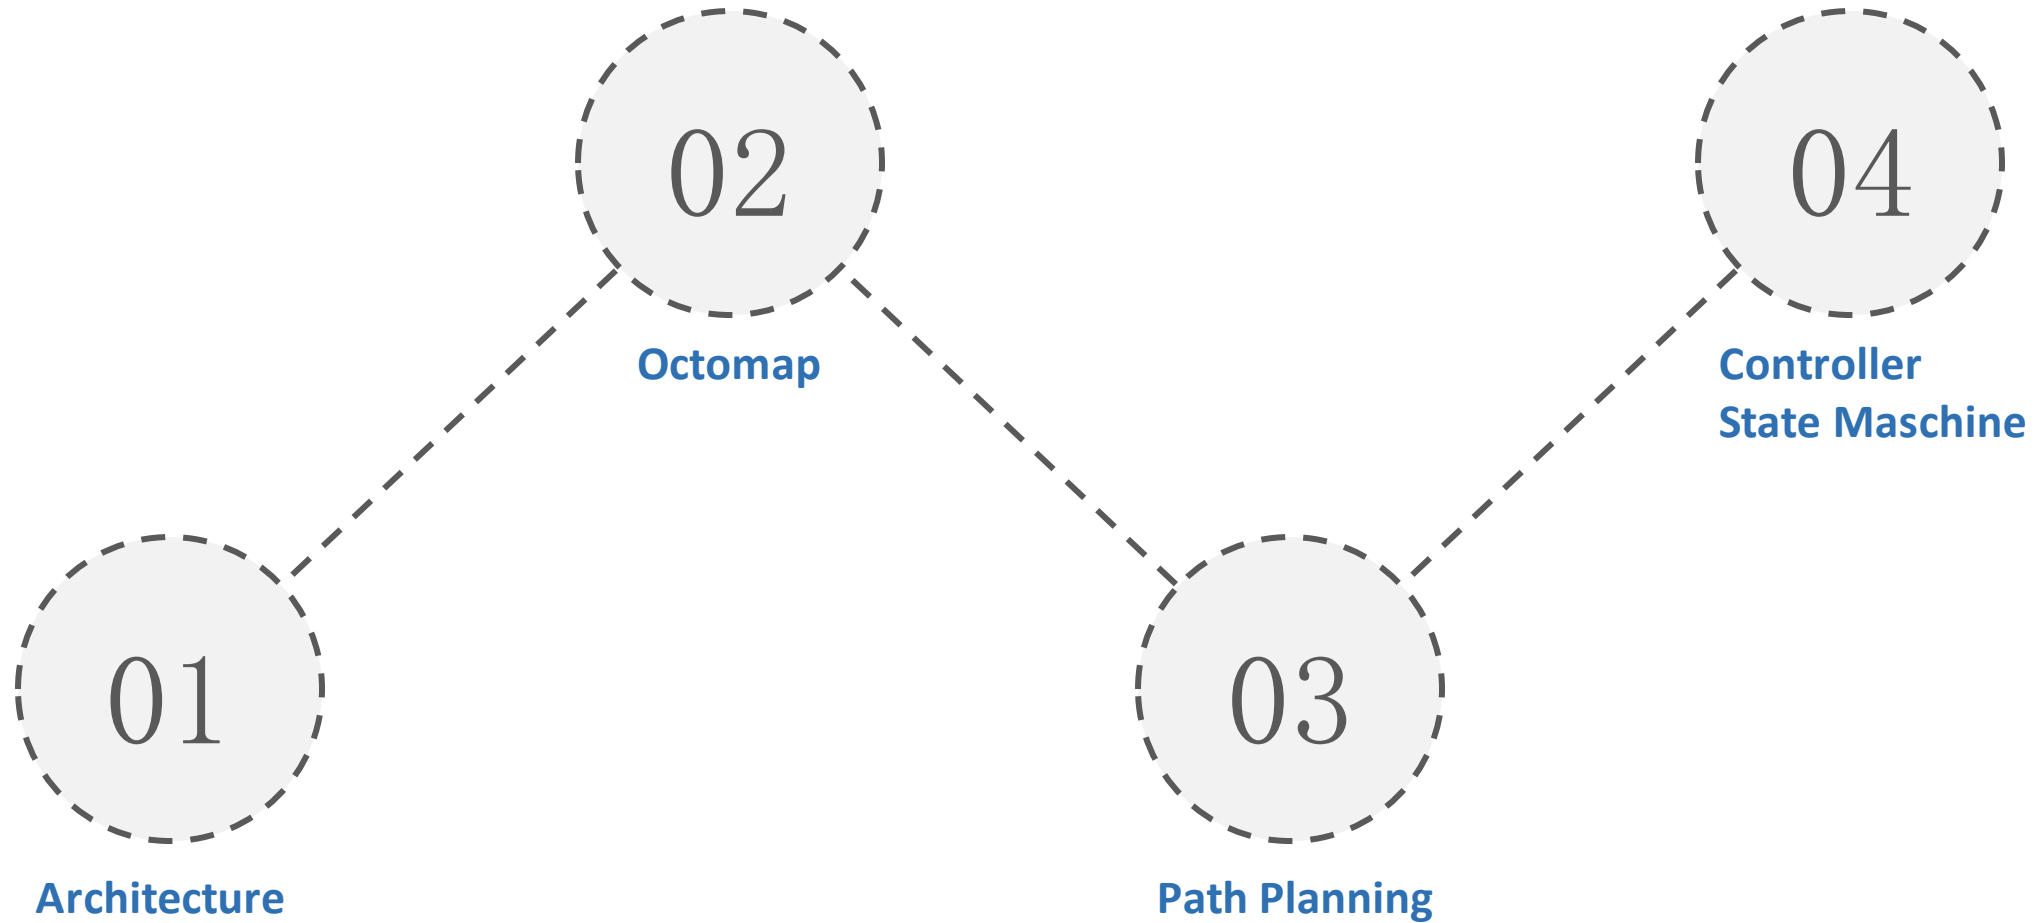 01
Architecture
02
Octomap
03
Path Planning
04
Controller
State Maschine